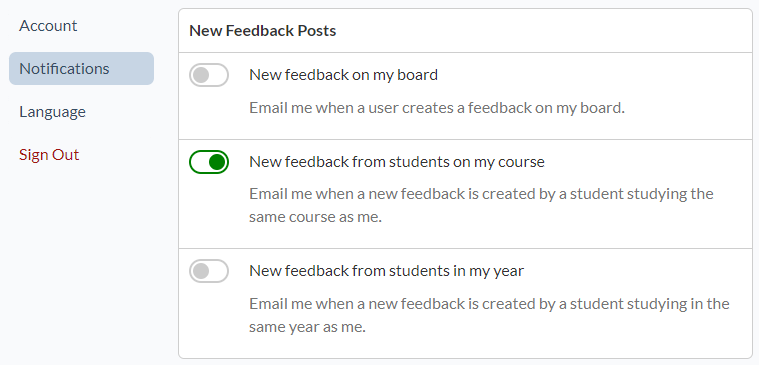 Account
Notifications
Language
Sign Out
New Feedback Posts
New feedback on my board
Email me when a user creates a feedback on my board.
New feedback from students on my course
Email me when a new feedback is created by a student studying the
same course as me.
New feedback from students in my year
Email me when a new feedback is created by a student studying in the
same year as me.